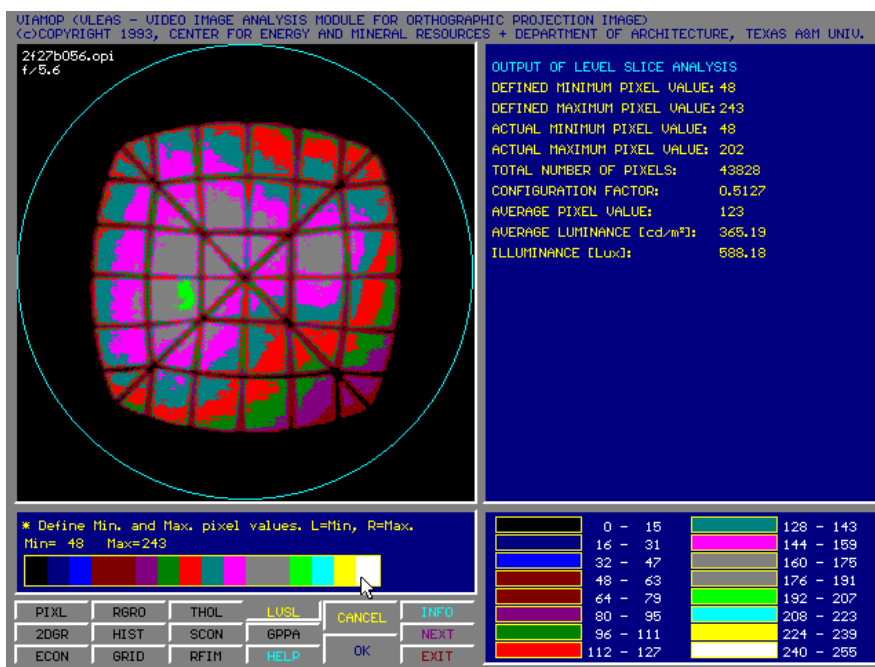 VIAMOP (VLEAS - VIDEO IMAGE ANALYSIS MODULE FOR ORTHOGRAPHIC PROJECTION IMAGE)
(c)COPYRIGHT 1993, CENTER FOR ENERGY AND MINERAL RESOURCES + DEPARTMENT OF ARCHITECTURE, TEXAS A&M UNIV.
2f27b056.opi
f/5.6
OUTPUT OF LEVEL SLICE ANALYSIS
DEFINED MINIMUM PIXEL VALUE: 48
DEFINED MAXIMUM PIXEL VALUE: 243
ACTUAL MINIMUM PIXEL VALUE: 48
ACTUAL MAXIMUM PIXEL VALUE: 202
TOTAL NUMBER OF PIXELS: 43828
CONFIGURATION FACTOR: 0.5127
AVERAGE PIXEL VALUE: 123
AVERAGE LUMINANCE [cd/m²]: 365.19
ILLUMINANCE [Lux]: 588.18
* Define Min. and Max. pixel values. L=Min, R=Max.
Min= 48 Max=243
PIXL RGRO THOL LVSL CANCEL INFO
2DGR HIST SCON GPPA NEXT
ECON GRID RFIM HELP OK EXIT
0 - 15 128 - 143
16 - 31 144 - 159
32 - 47 160 - 175
48 - 63 176 - 191
64 - 79 192 - 207
80 - 95 208 - 223
96 - 111 224 - 239
112 - 127 240 - 255